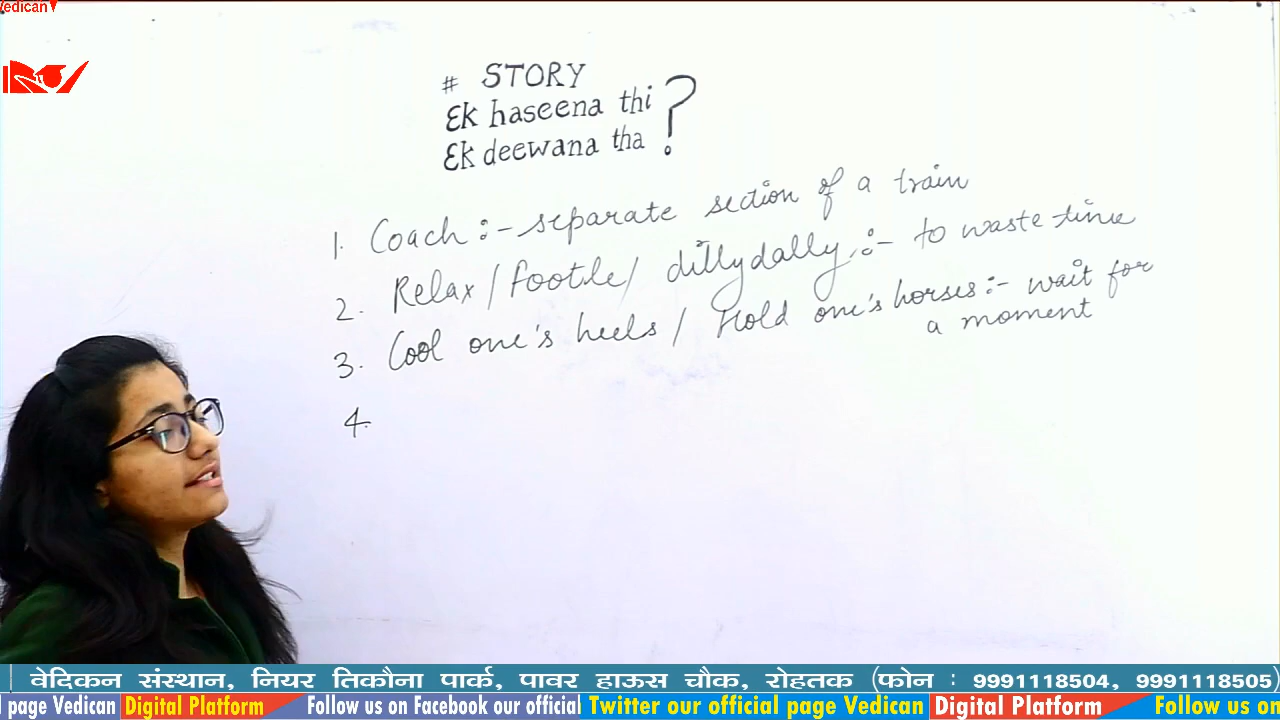 Vedican
# STORY
Ek haseena thi
Ek deewana tha ?
1. Coach :- separate section of a train
2. Relax / footle / dillydally :- to waste time
3. Cool one's heels / Hold one's horses :- wait for
a moment
4.
वेदिकन संस्थान, नियर तिकौना पार्क, पावर हाऊस चौक, रोहतक (फोन : 9991118504, 9991118505)
page Vedican Digital Platform Follow us on Facebook our official Twitter our official page Vedican Digital Platform Follow us on